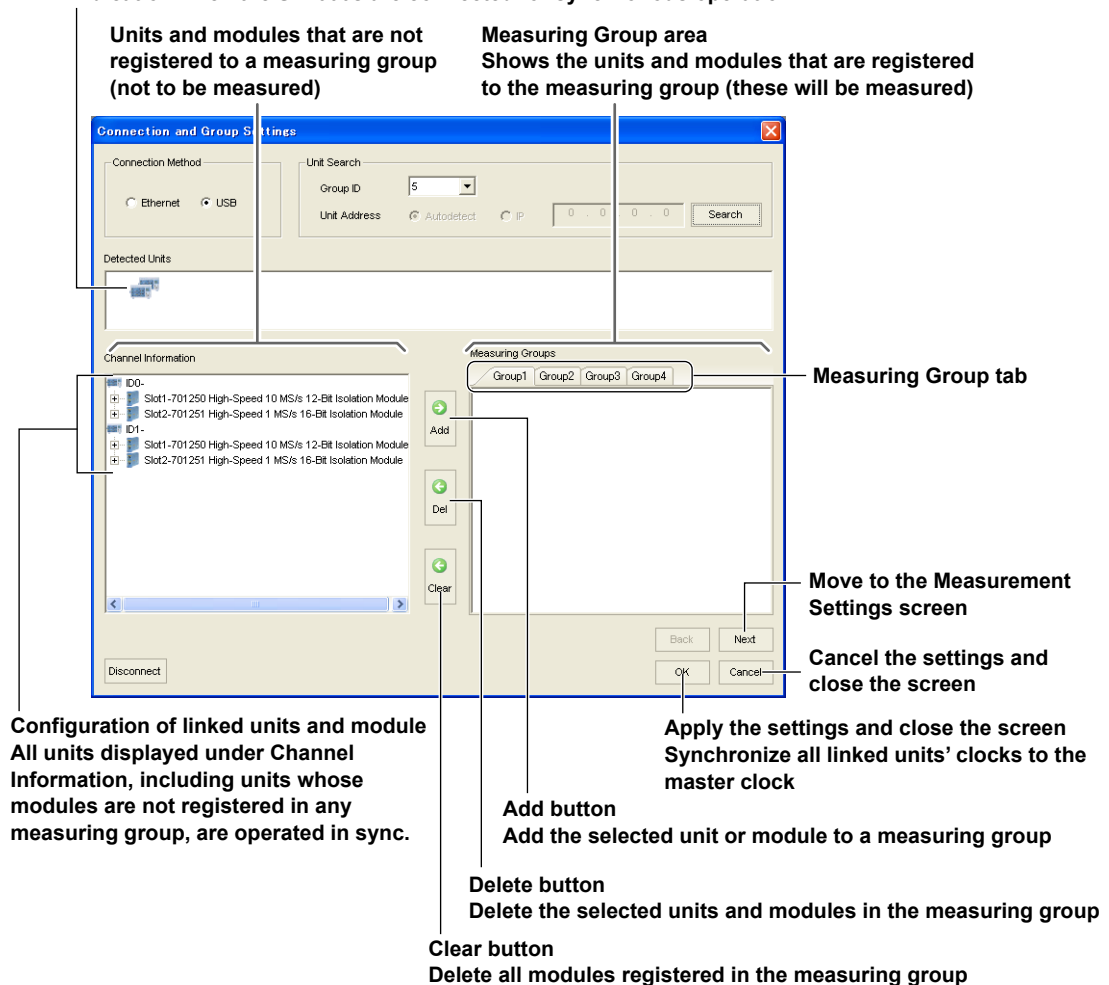 Units and modules that are not
registered to a measuring group
(not to be measured)
Measuring Group area
Shows the units and modules that are registered
to the measuring group (these will be measured)
Connection and Group Settings
Connection Method
Ethernet
USB
Unit Search
Group ID
5
Unit Address
Autodetect
IP
0 . 0 . 0 . 0
Search
Detected Units
Channel Information
ID0-
Slot1-701250 High-Speed 10 MS/s 12-Bit Isolation Module
Slot2-701251 High-Speed 1 MS/s 16-Bit Isolation Module
ID1-
Slot1-701250 High-Speed 10 MS/s 12-Bit Isolation Module
Slot2-701251 High-Speed 1 MS/s 16-Bit Isolation Module
Add
Del
Clear
Measuring Groups
Group1
Group2
Group3
Group4
Measuring Group tab
Back
Next
OK
Cancel
Disconnect
Move to the Measurement
Settings screen
Cancel the settings and
close the screen
Apply the settings and close the screen
Synchronize all linked units' clocks to the
master clock
Configuration of linked units and module
All units displayed under Channel
Information, including units whose
modules are not registered in any
measuring group, are operated in sync.
Add button
Add the selected unit or module to a measuring group
Delete button
Delete the selected units and modules in the measuring group
Clear button
Delete all modules registered in the measuring group